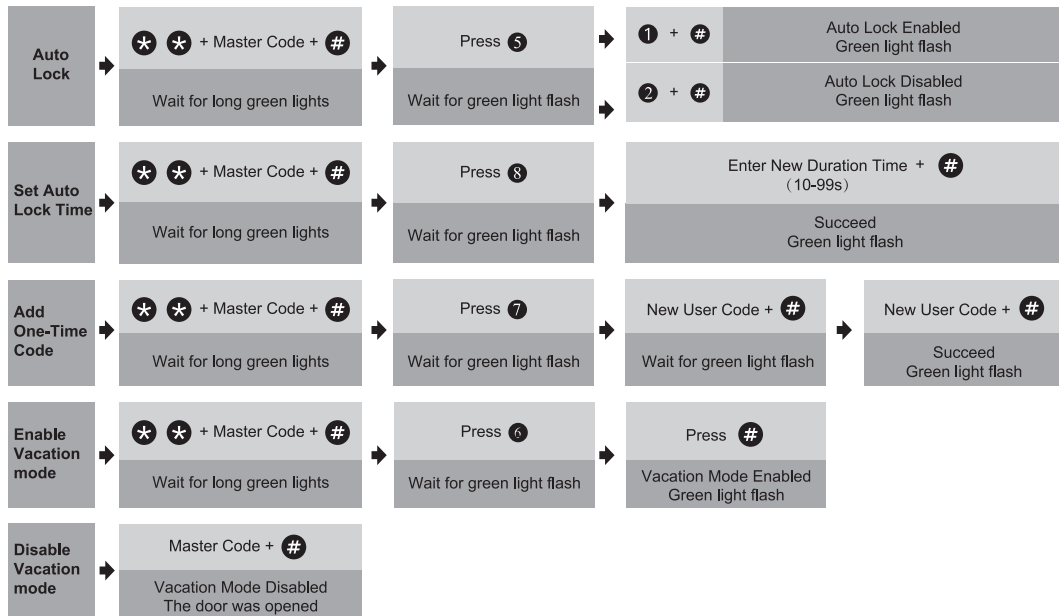 Auto
Lock
* * + Master Code + #
Wait for long green lights
Press 5
Wait for green light flash
1 + #
Auto Lock Enabled
Green light flash
2 + #
Auto Lock Disabled
Green light flash
Set Auto
Lock Time
* * + Master Code + #
Wait for long green lights
Press 8
Wait for green light flash
Enter New Duration Time + #
(10-99s)
Succeed
Green light flash
Add
One-Time
Code
* * + Master Code + #
Wait for long green lights
Press 7
Wait for green light flash
New User Code + #
Wait for green light flash
New User Code + #
Succeed
Green light flash
Enable
Vacation
mode
* * + Master Code + #
Wait for long green lights
Press 6
Wait for green light flash
Press #
Vacation Mode Enabled
Green light flash
Disable
Vacation
mode
Master Code + #
Vacation Mode Disabled
The door was opened